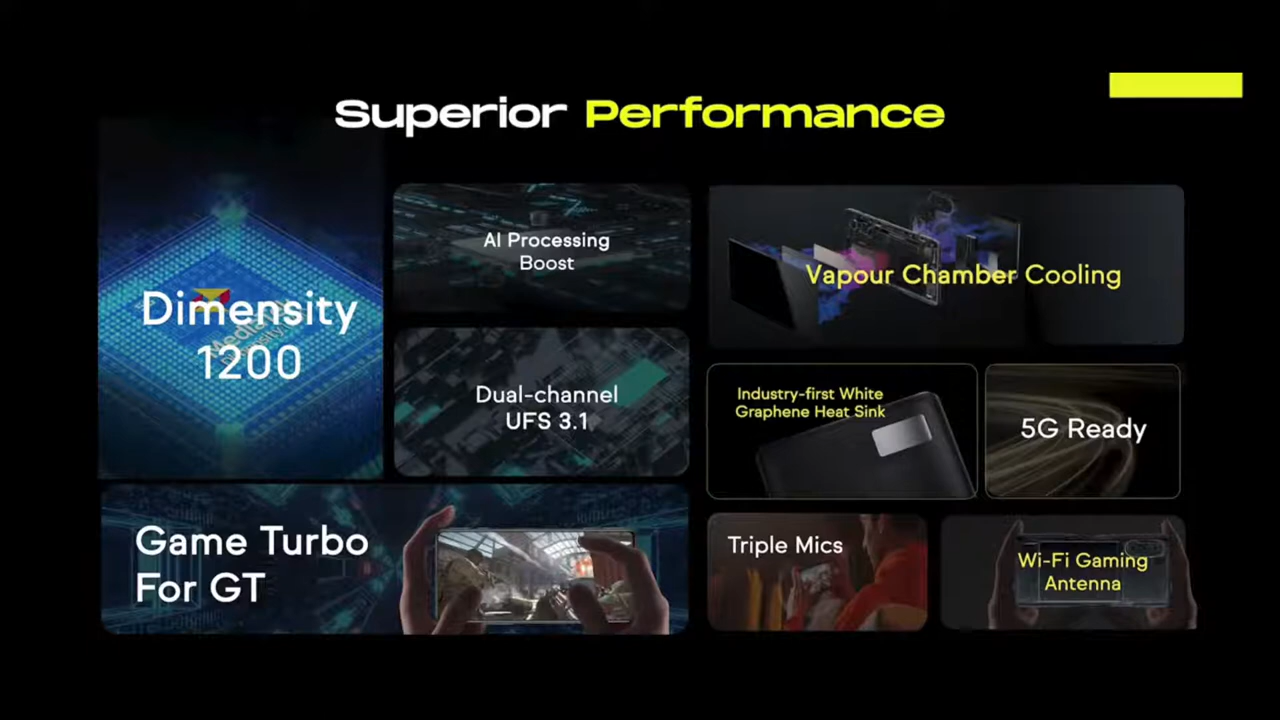 Superior Performance
Dimensity
1200
AI Processing
Boost
Dual-channel
UFS 3.1
Game Turbo
For GT
Vapour Chamber Cooling
Industry-first White
Graphene Heat Sink
5G Ready
Triple Mics
Wi-Fi Gaming
Antenna